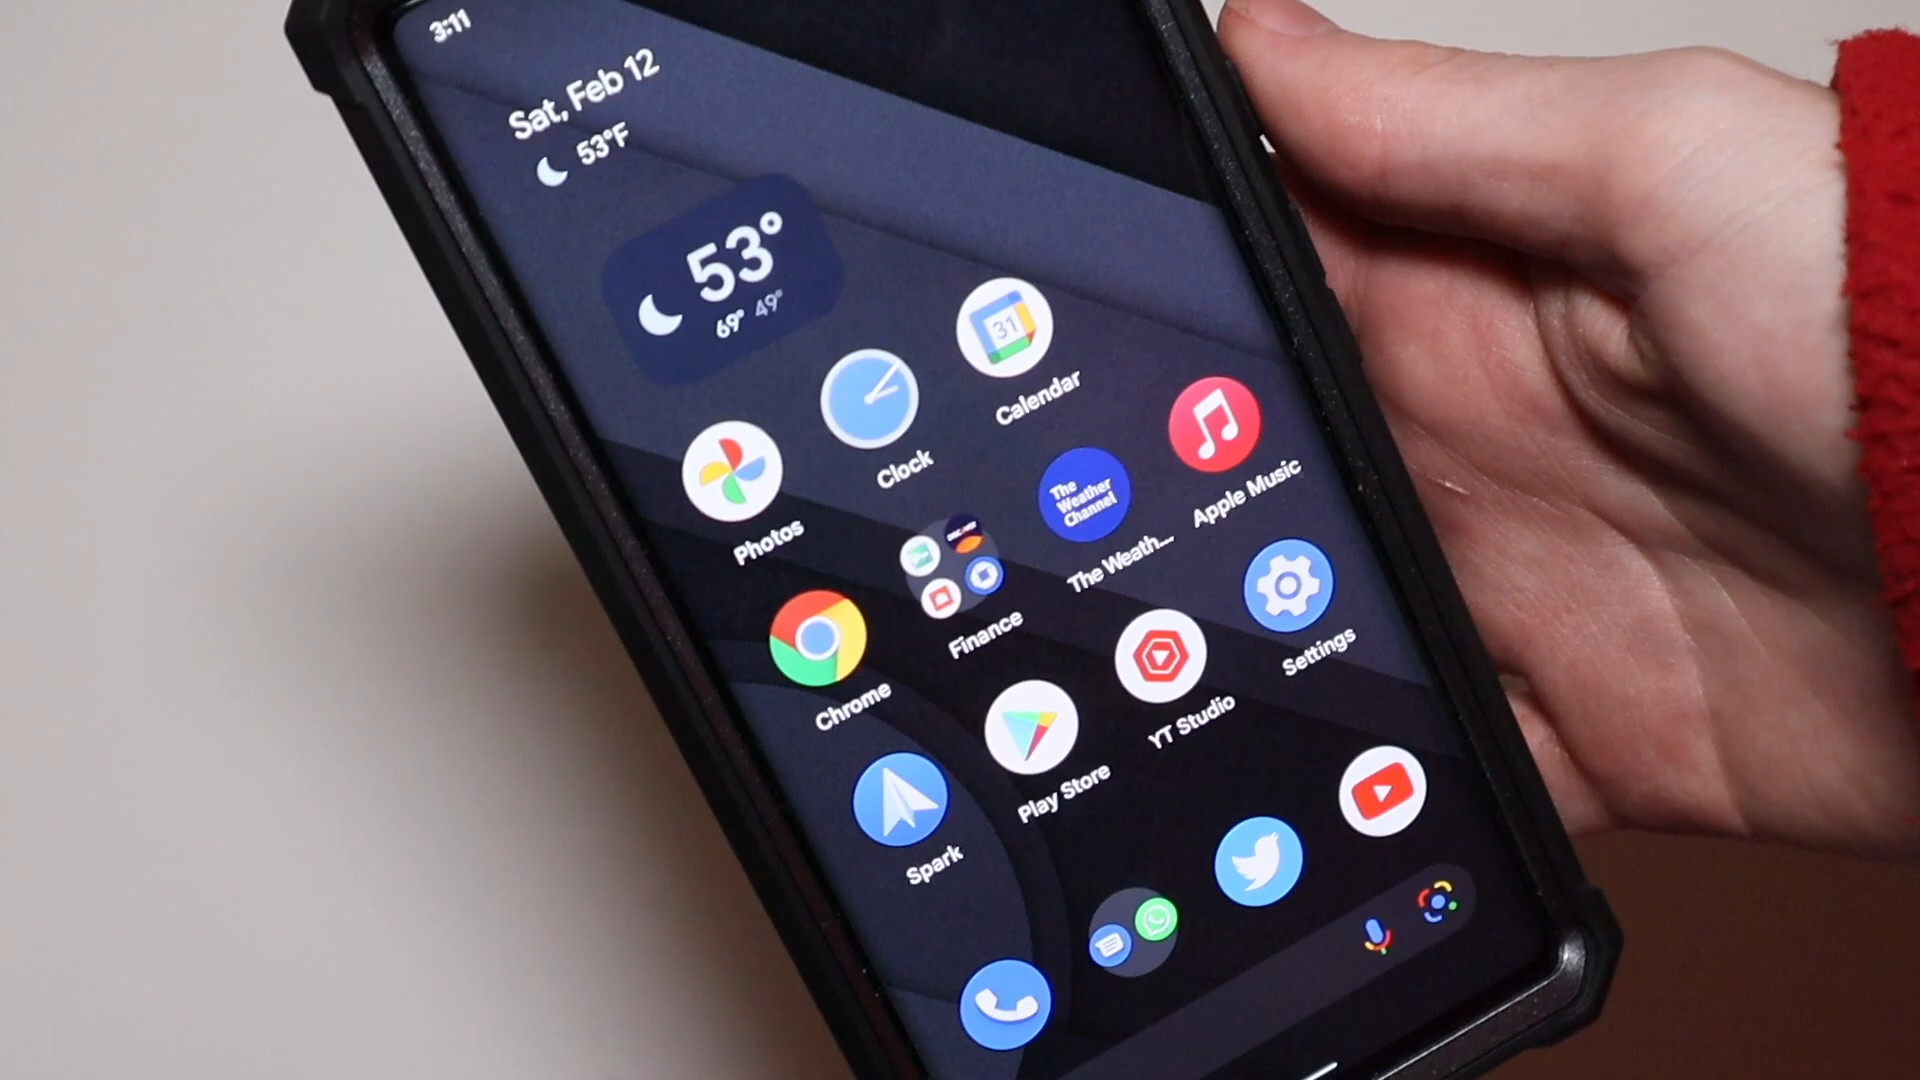 3:11
Sat, Feb 12
53°F
53°
69° 49°
31
Photos
Clock
Calendar
The
Weather
Channel
Chrome
Finance
The Weath...
Apple Music
Spark
Play Store
YT Studio
Settings